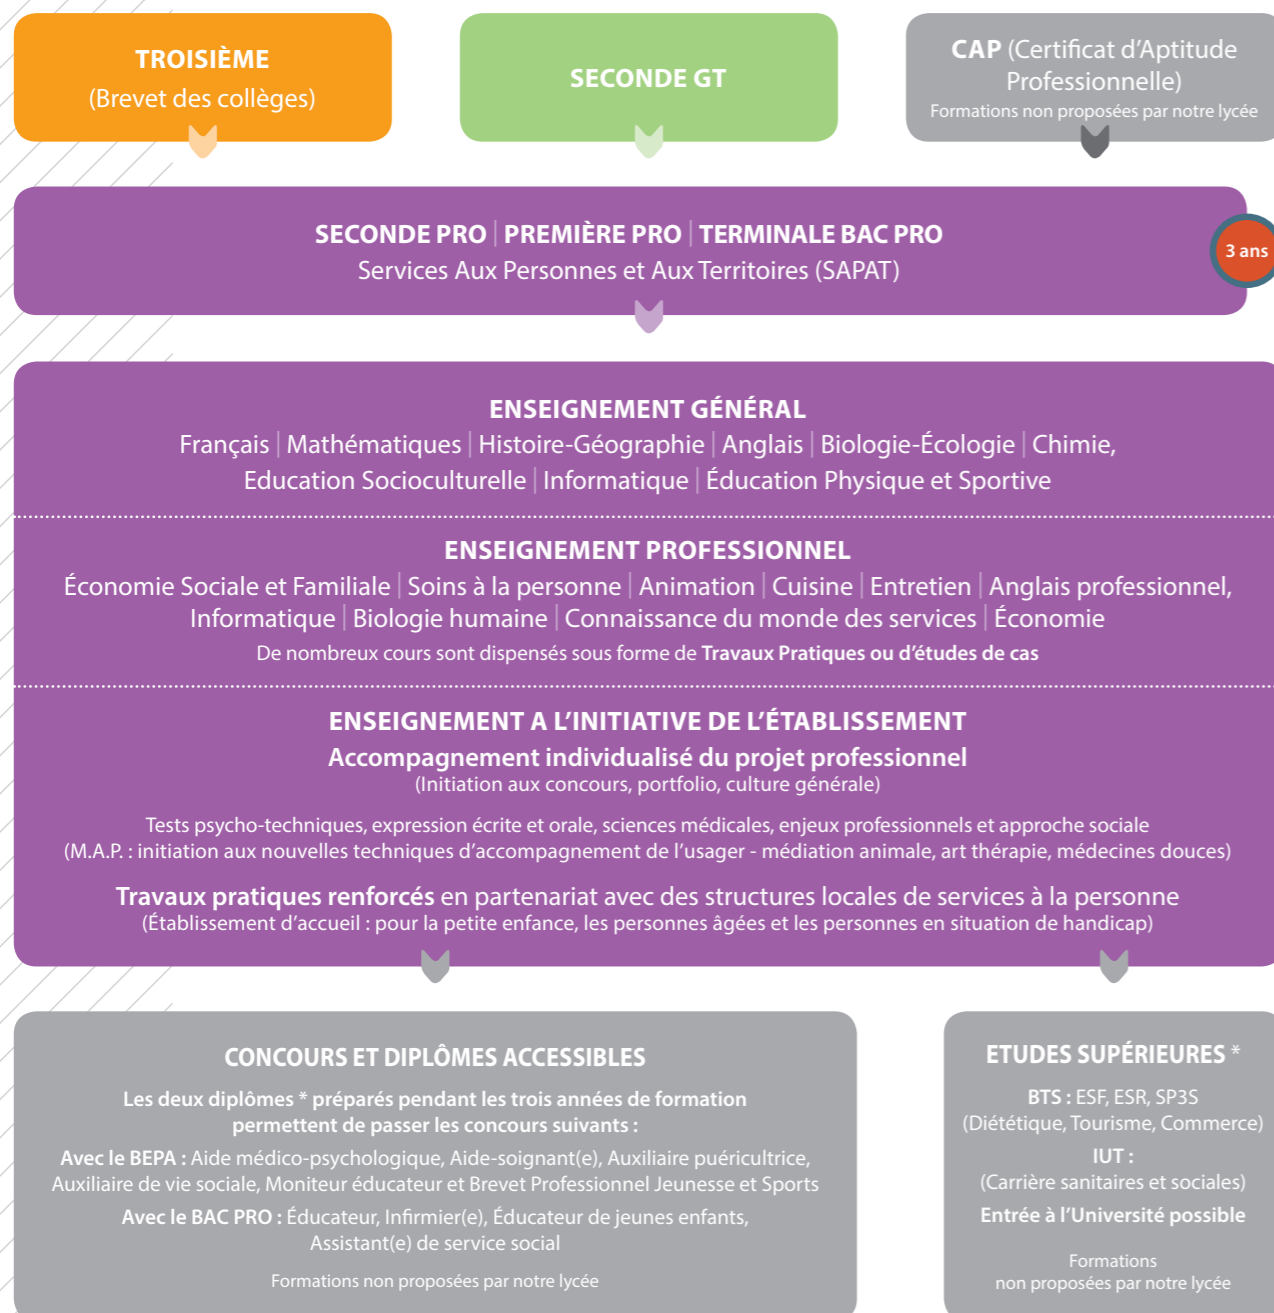 TROISIÈME
(Brevet des collèges)
SECONDE GT
CAP (Certificat d'Aptitude
Professionnelle)
Formations non proposées par notre lycée
SECONDE PRO | PREMIÈRE PRO | TERMINALE BAC PRO
Services Aux Personnes et Aux Territoires (SAPAT)
3 ans
ENSEIGNEMENT GÉNÉRAL
Français | Mathématiques | Histoire-Géographie | Anglais | Biologie-Écologie | Chimie,
Education Socioculturelle | Informatique | Éducation Physique et Sportive
ENSEIGNEMENT PROFESSIONNEL
Économie Sociale et Familiale | Soins à la personne | Animation | Cuisine | Entretien | Anglais professionnel,
Informatique | Biologie humaine | Connaissance du monde des services | Économie
De nombreux cours sont dispensés sous forme de Travaux Pratiques ou d'études de cas
ENSEIGNEMENT A L'INITIATIVE DE L'ÉTABLISSEMENT
Accompagnement individualisé du projet professionnel
(Initiation aux concours, portfolio, culture générale)
Tests psycho-techniques, expression écrite et orale, sciences médicales, enjeux professionnels et approche sociale
(M.A.P. : initiation aux nouvelles techniques d'accompagnement de l'usager - médiation animale, art thérapie, médecines douces)
Travaux pratiques renforcés en partenariat avec des structures locales de services à la personne
(Établissement d'accueil : pour la petite enfance, les personnes âgées et les personnes en situation de handicap)
CONCOURS ET DIPLÔMES ACCESSIBLES
Les deux diplômes * préparés pendant les trois années de formation
permettent de passer les concours suivants :
Avec le BEPA : Aide médico-psychologique, Aide-soignant(e), Auxiliaire puéricultrice,
Auxiliaire de vie sociale, Moniteur éducateur et Brevet Professionnel Jeunesse et Sports
Avec le BAC PRO : Éducateur, Infirmier(e), Éducateur de jeunes enfants,
Assistant(e) de service social
Formations non proposées par notre lycée
ETUDES SUPÉRIEURES *
BTS : ESF, ESR, SP3S
(Diététique, Tourisme, Commerce)
IUT :
(Carrière sanitaires et sociales)
Entrée à l'Université possible
Formations
non proposées par notre lycée